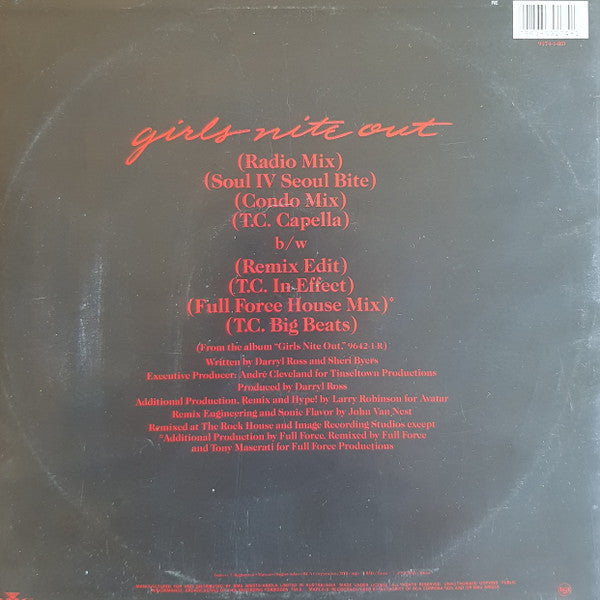 girls nite out
(Radio Mix)
(Soul IV Seoul Bite)
(Condo Mix)
(T.C. Capella)
b/w
(Remix Edit)
(T.C. In-Effect)
(Full Force House Mix)*
(T.C. Big Beats)
(From the album "Girls Nite Out," 9642-1-R)
Written by Darryl Ross and Sheri Byers
Executive Producer: André Cleveland for Tinseltown Productions
Produced by Darryl Ross
Additional Production, Remix and Hype! by Larry Robinson for Avatar
Remix Engineering and Sonic Flavor by John Van Nest
Remixed at The Rock House and Image Recording Studios except
*Additional Production by Full Force. Remixed by Full Force
and Tony Maserati for Full Force Productions